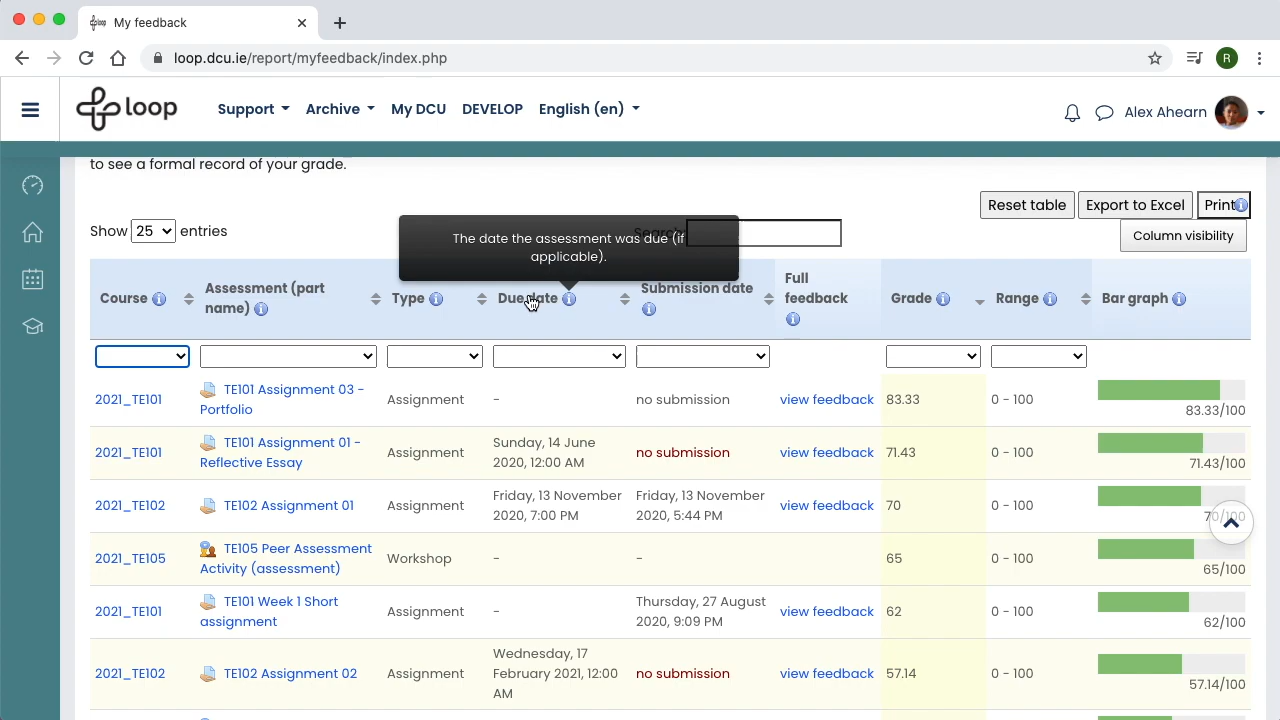 My feedback
loop.dcu.ie/report/myfeedback/index.php
R
loop
Support
Archive
My DCU
DEVELOP
English (en)
Alex Ahearn
to see a formal record of your grade.
Reset table
Export to Excel
Print
Show 25 entries
Search:
Column visibility
The date the assessment was due (if
applicable).
Course
Assessment (part
name)
Type
Due date
Submission date
Full
feedback
Grade
Range
Bar graph
2021_TE101
TE101 Assignment 03 -
Portfolio
Assignment
-
no submission
view feedback
83.33
0 - 100
83.33/100
2021_TE101
TE101 Assignment 01 -
Reflective Essay
Assignment
Sunday, 14 June
2020, 12:00 AM
no submission
view feedback
71.43
0 - 100
71.43/100
2021_TE102
TE102 Assignment 01
Assignment
Friday, 13 November
2020, 7:00 PM
Friday, 13 November
2020, 5:44 PM
view feedback
70
0 - 100
70/100
2021_TE105
TE105 Peer Assessment
Activity (assessment)
Workshop
-
-
65
0 - 100
65/100
2021_TE101
TE101 Week 1 Short
assignment
Assignment
-
Thursday, 27 August
2020, 9:09 PM
view feedback
62
0 - 100
62/100
2021_TE102
TE102 Assignment 02
Assignment
Wednesday, 17
February 2021, 12:00
AM
no submission
view feedback
57.14
0 - 100
57.14/100